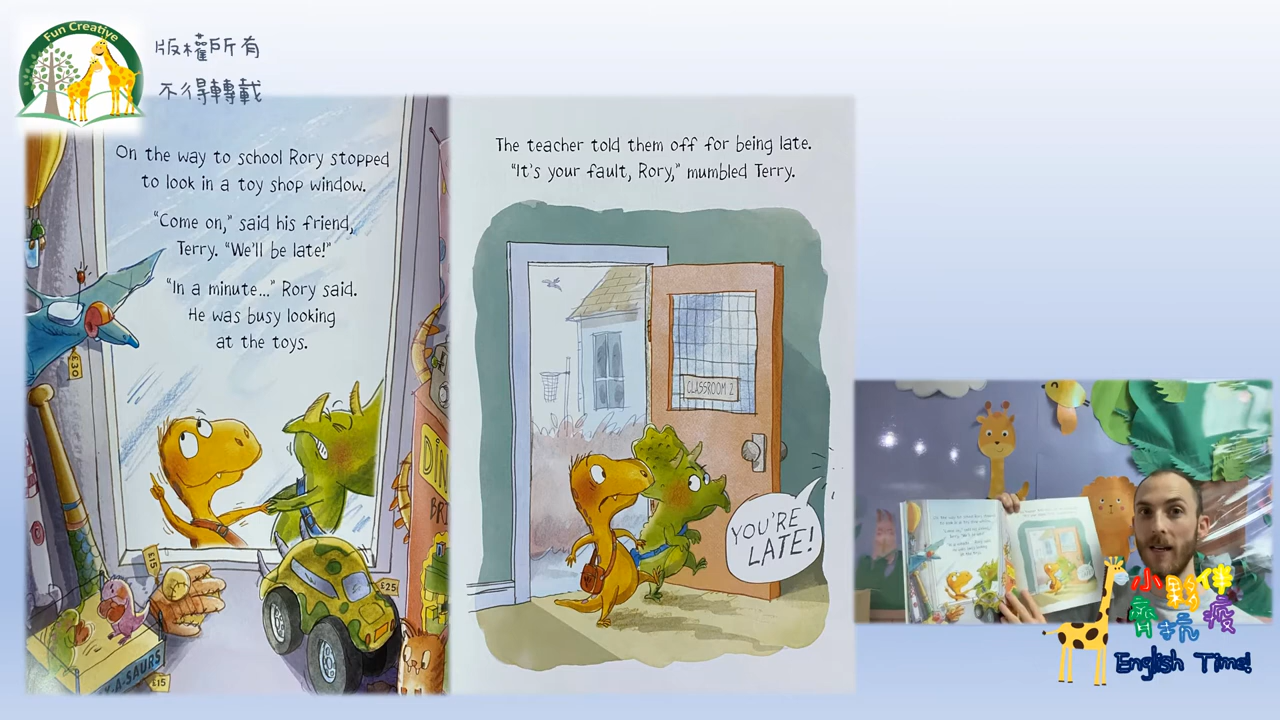 Fun Creative
版權所有
不得轉載
On the way to school Rory stopped
to look in a toy shop window.
"Come on," said his friend,
Terry. "We'll be late!"
"In a minute..." Rory said.
He was busy looking
at the toys.
£30
£15
£25
£15
The teacher told them off for being late.
"It's your fault, Rory," mumbled Terry.
CLASSROOM 2
YOU'RE
LATE!
小夥伴
齊抗疫
English Time!